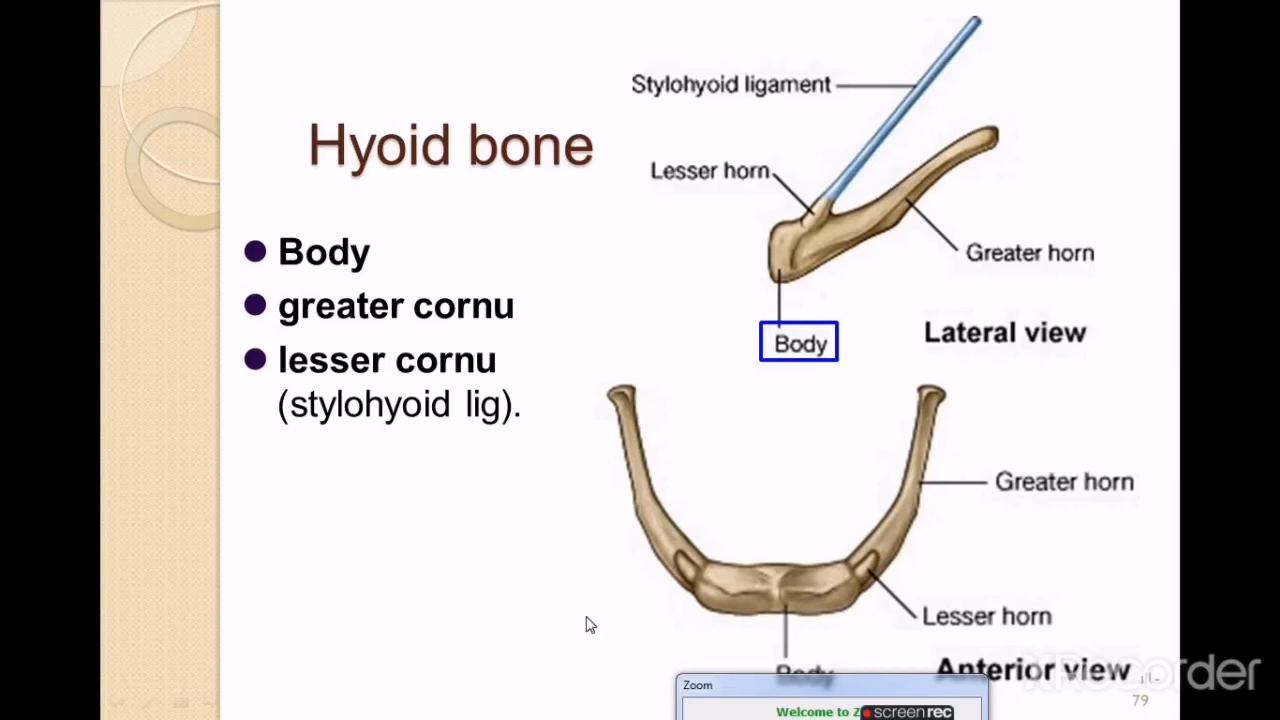 Hyoid bone
Body
greater cornu
lesser cornu
(stylohyoid lig).
Stylohyoid ligament
Lesser horn
Greater horn
Body
Lateral view
Greater horn
Lesser horn
Body
Anterior view
XRecorder
79
Zoom
Welcome to Z
screenrec